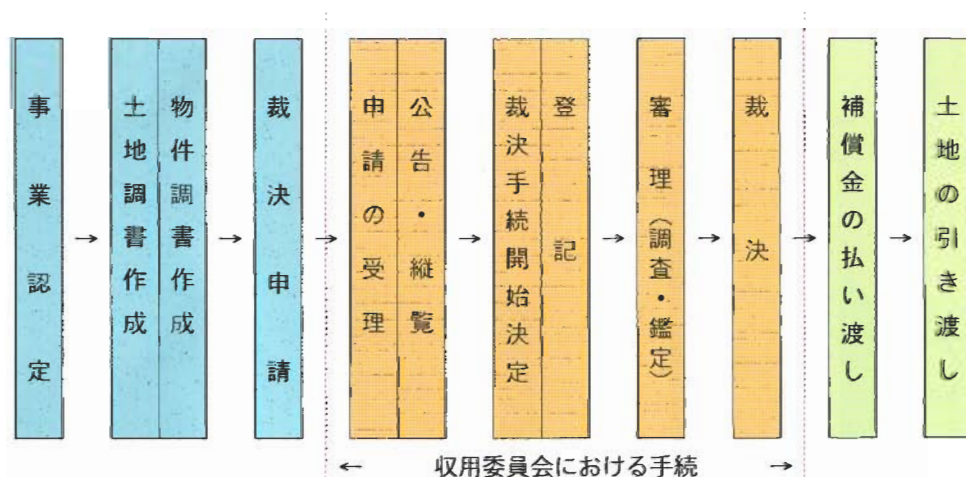 事業認定
→
土地調書作成
物件調書作成
→
裁決申請
→
申請の受理
公告・縦覧
→
裁決手続開始決定
登記
→
審理（調査・鑑定）
→
裁決
→
補償金の払い渡し
→
土地の引き渡し
← 収用委員会における手続 →